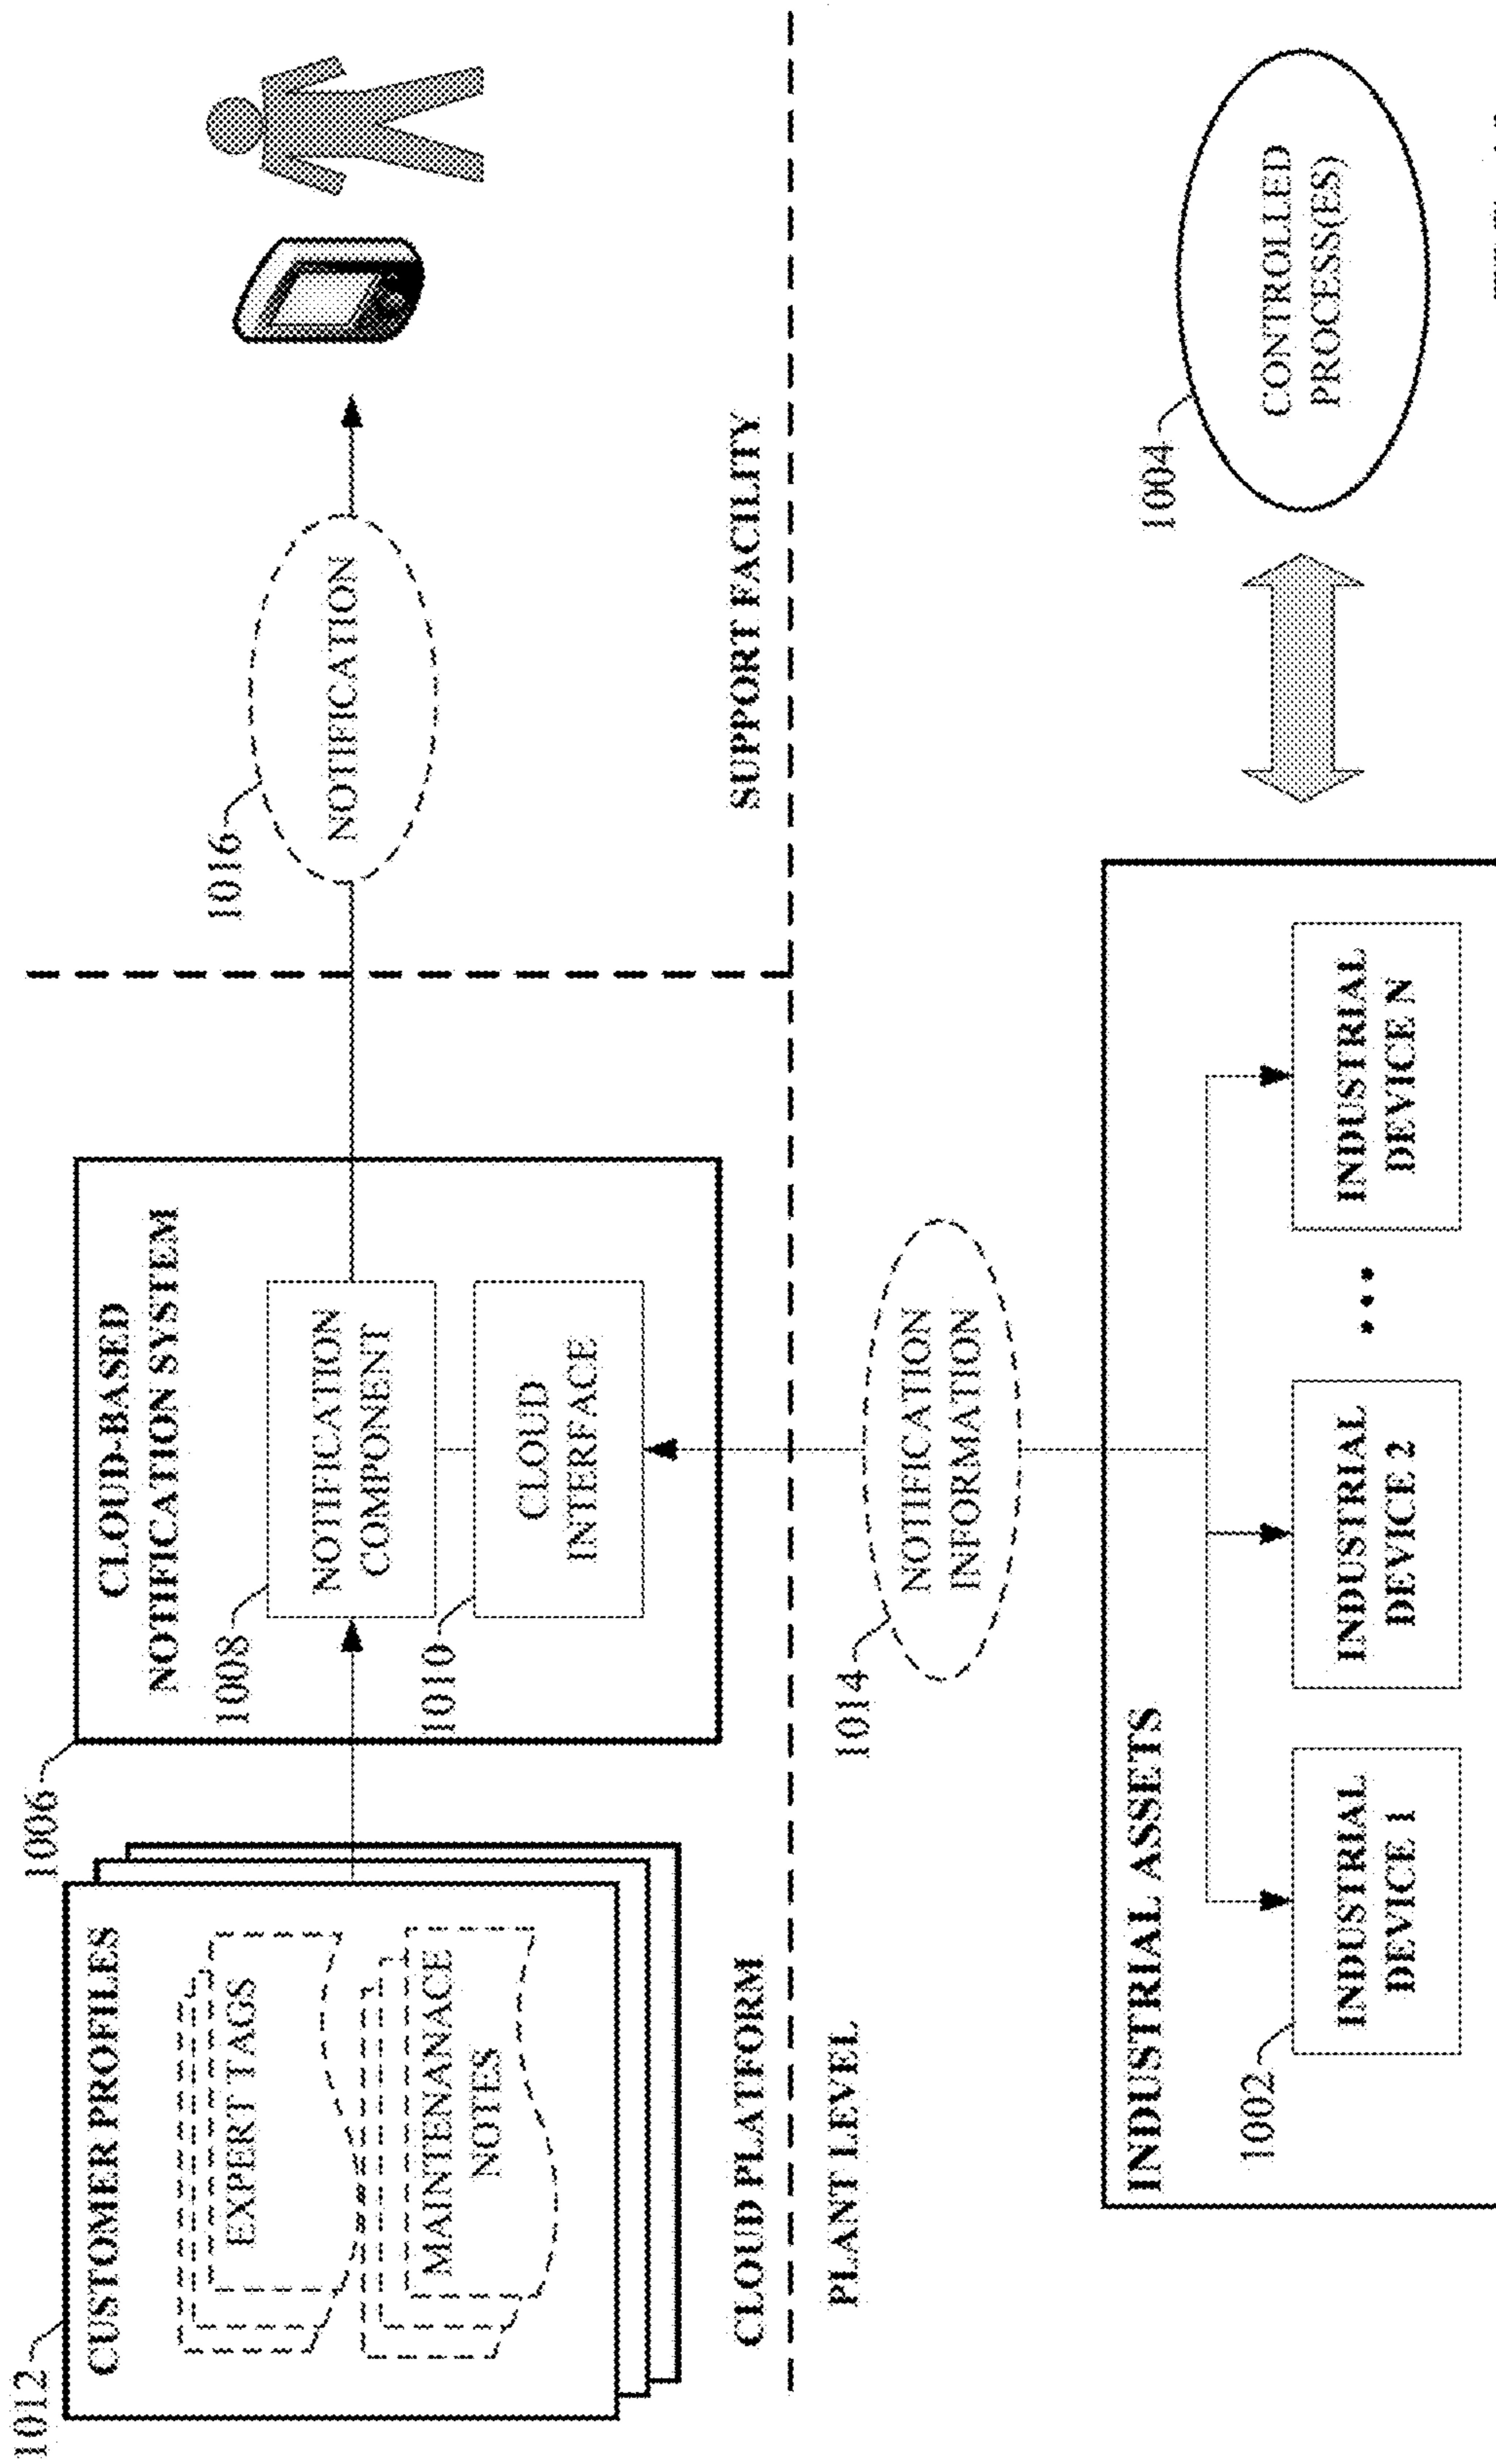 1012
CUSTOMER PROFILES
EXPERT TAGS
MAINTENANACE
NOTES
1006
CLOUD-BASED
NOTIFICATION SYSTEM
1008
NOTIFICATION
COMPONENT
1010
CLOUD
INTERFACE
1016
NOTIFICATION
CLOUD PLATFORM
SUPPORT FACILITY
PLANT LEVEL
1014
NOTIFICATION
INFORMATION
INDUSTRIAL ASSETS
1002
INDUSTRIAL
DEVICE 1
INDUSTRIAL
DEVICE 2
•••
INDUSTRIAL
DEVICE N
1004
CONTROLLED
PROCESS(ES)